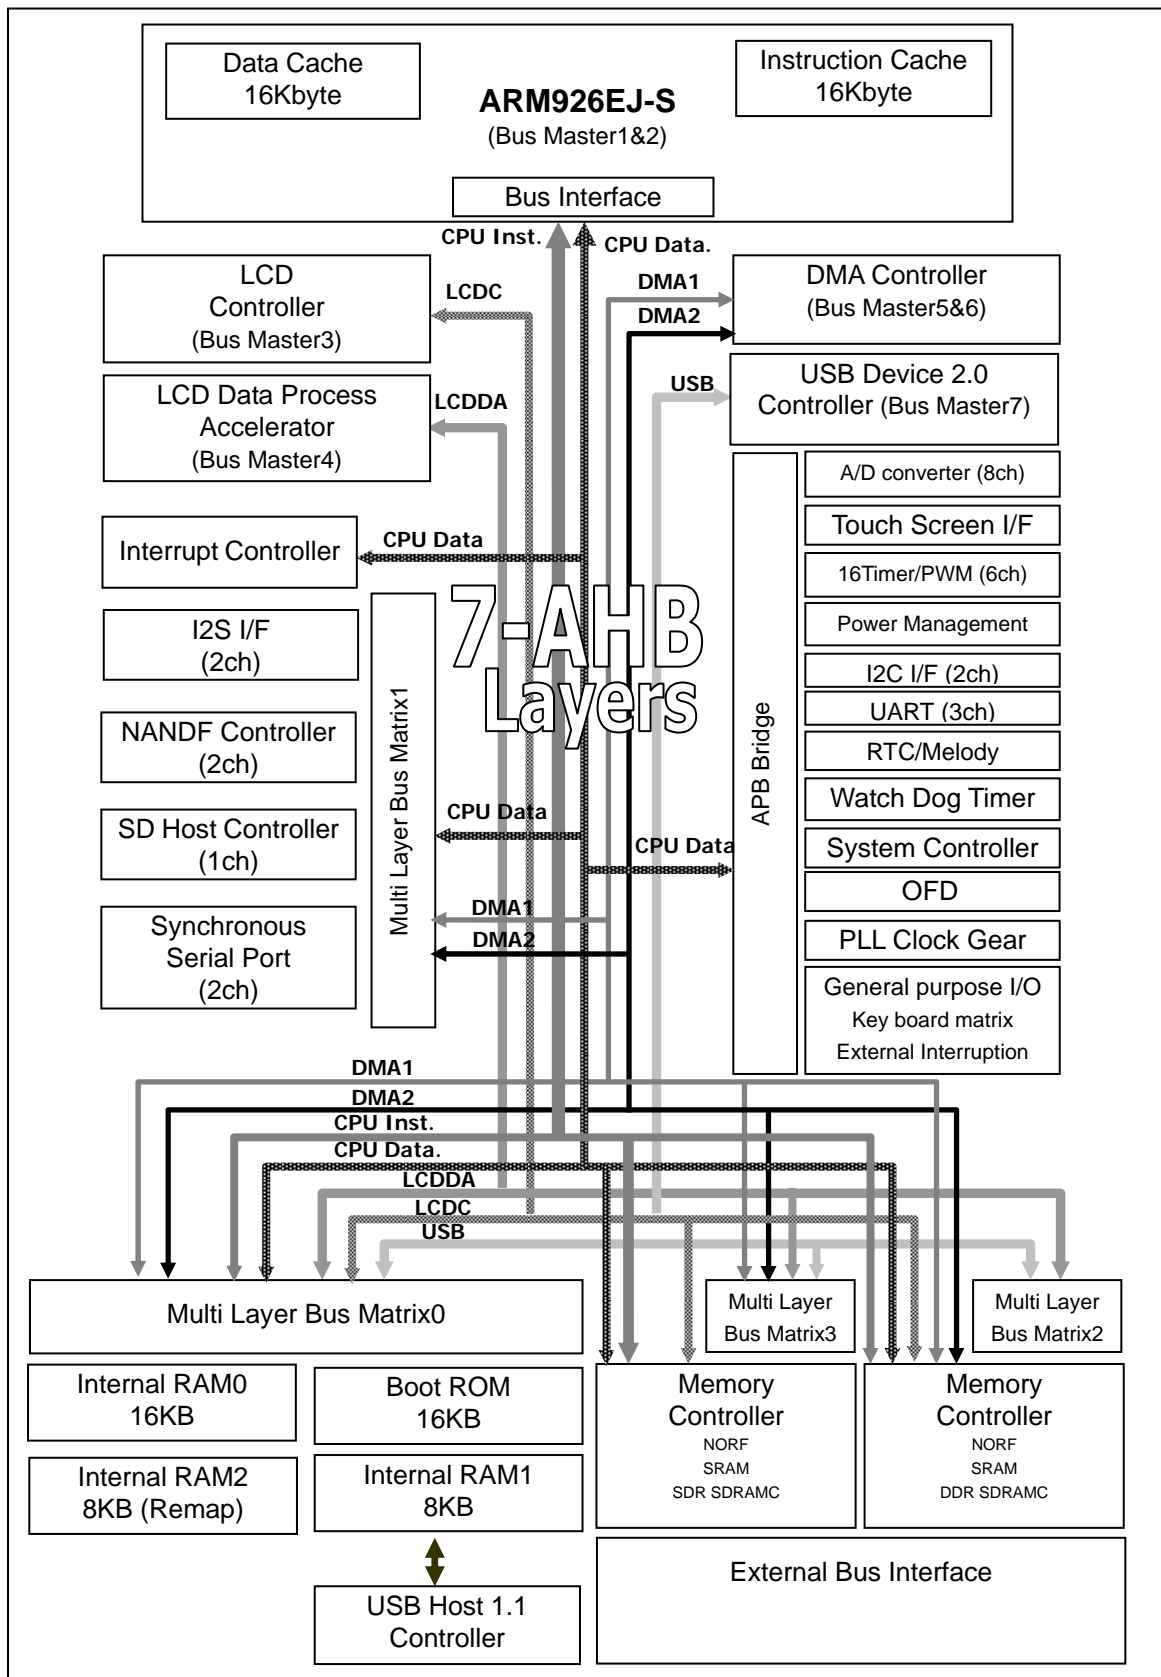 Data Cache
16Kbyte
Instruction Cache
16Kbyte
ARM926EJ-S
(Bus Master1&2)
Bus Interface
CPU Inst.
CPU Data.
LCD
Controller
(Bus Master3)
LCDC
DMA1
DMA2
DMA Controller
(Bus Master5&6)
LCD Data Process
Accelerator
(Bus Master4)
LCDDA
USB
USB Device 2.0
Controller (Bus Master7)
Interrupt Controller
CPU Data
I2S I/F
(2ch)
NANDF Controller
(2ch)
SD Host Controller
(1ch)
Synchronous
Serial Port
(2ch)
Multi Layer Bus Matrix1
7-AHB
Layers
CPU Data
CPU Data
DMA1
DMA2
APB Bridge
A/D converter (8ch)
Touch Screen I/F
16Timer/PWM (6ch)
Power Management
I2C I/F (2ch)
UART (3ch)
RTC/Melody
Watch Dog Timer
System Controller
OFD
PLL Clock Gear
General purpose I/O
Key board matrix
External Interruption
DMA1
DMA2
CPU Inst.
CPU Data.
LCDDA
LCDC
USB
Multi Layer Bus Matrix0
Multi Layer
Bus Matrix3
Multi Layer
Bus Matrix2
Internal RAM0
16KB
Boot ROM
16KB
Internal RAM2
8KB (Remap)
Internal RAM1
8KB
Memory
Controller
NORF
SRAM
SDR SDRAMC
Memory
Controller
NORF
SRAM
DDR SDRAMC
USB Host 1.1
Controller
External Bus Interface